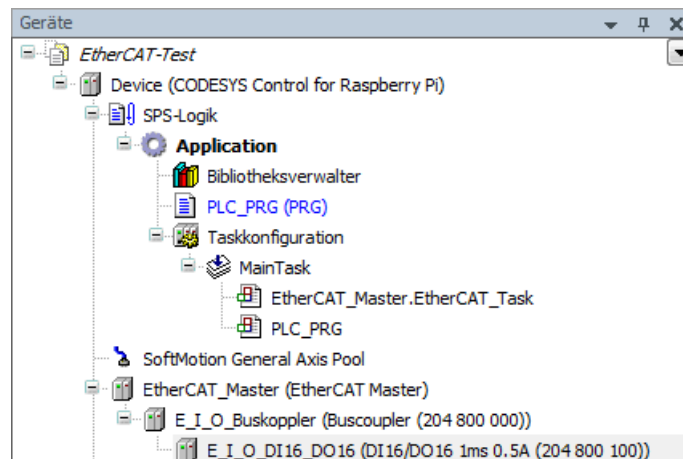 Geräte
EtherCAT-Test
Device (CODESYS Control for Raspberry Pi)
SPS-Logik
Application
Bibliotheksverwalter
PLC_PRG (PRG)
Taskkonfiguration
MainTask
EtherCAT_Master.EtherCAT_Task
PLC_PRG
SoftMotion General Axis Pool
EtherCAT_Master (EtherCAT Master)
E_I_O_Buskoppler (Buscoupler (204 800 000))
E_I_O_DI16_DO16 (DI16/DO16 1ms 0.5A (204 800 100))